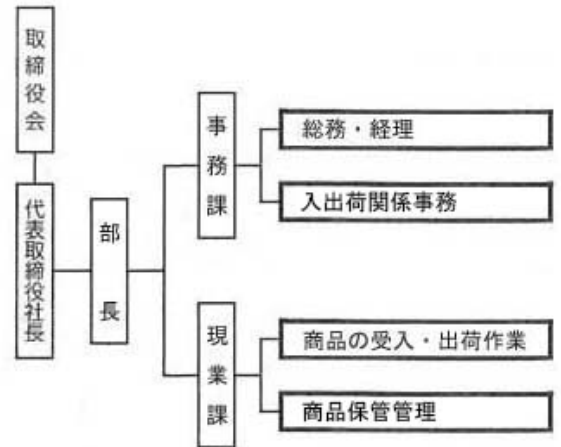 取締役会
代表取締役社長
部長
事務課
総務・経理
入出荷関係事務
現業課
商品の受入・出荷作業
商品保管管理